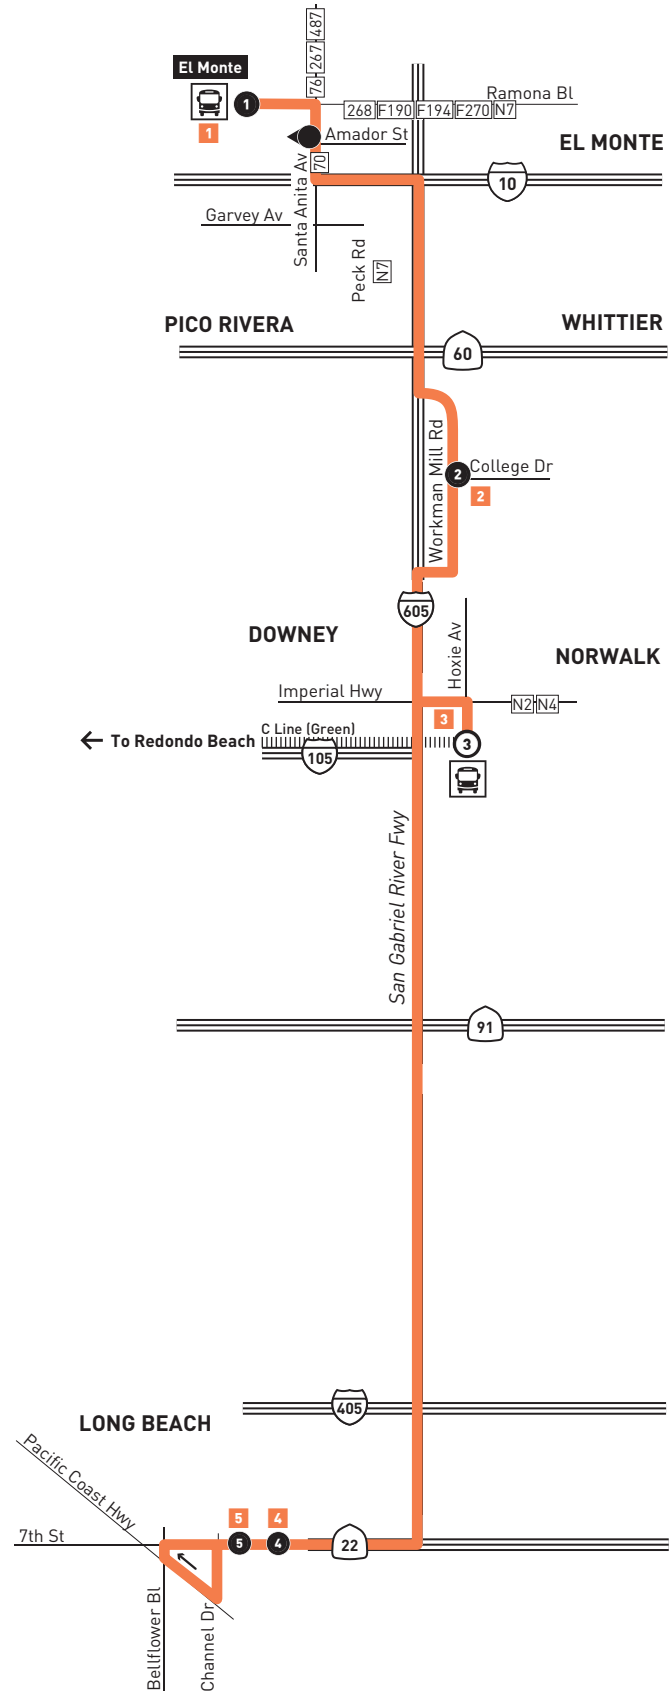 76 267 487
El Monte
1
1
Ramona Bl
268 F190 F194 F270 N7
Amador St
EL MONTE
70
Santa Anita Av
10
Garvey Av
Peck Rd
N7
PICO RIVERA
WHITTIER
60
Workman Mill Rd
College Dr
2
2
605
DOWNEY
Hoxie Av
NORWALK
Imperial Hwy
N2 N4
3
C Line (Green)
To Redondo Beach
3
105
San Gabriel River Fwy
91
405
LONG BEACH
Pacific Coast Hwy
5
4
7th St
5
4
22
Bellflower Bl
Channel Dr